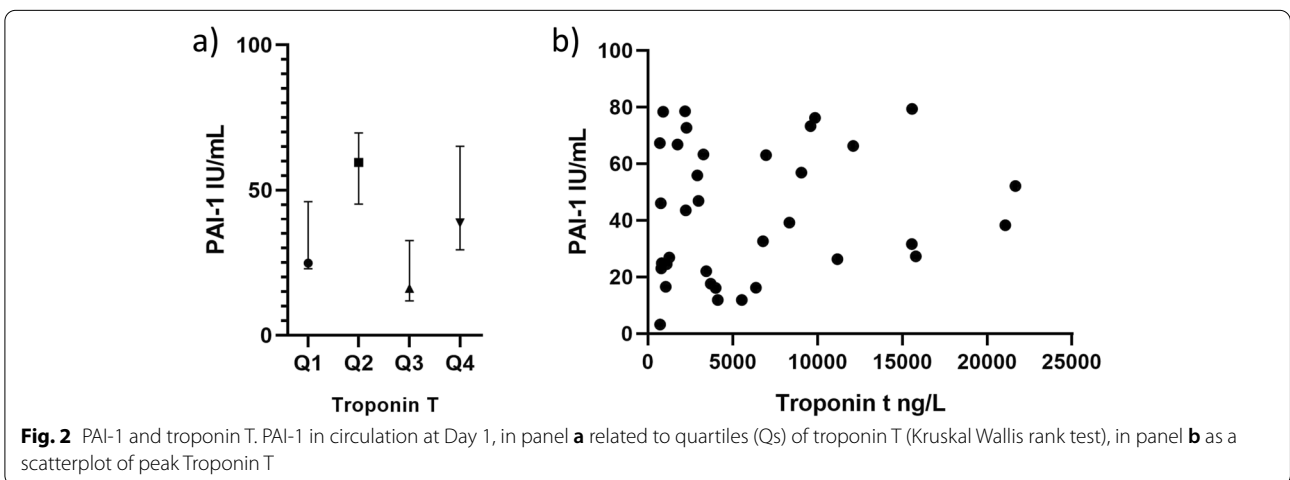 a)
100
50
0
PAI-1 IU/mL
Q1 Q2 Q3 Q4
Troponin T
b)
100
80
60
40
20
0
PAI-1 IU/mL
0 5000 10000 15000 20000 25000
Troponin t ng/L
Fig. 2 PAI-1 and troponin T. PAI-1 in circulation at Day 1, in panel a related to quartiles (Qs) of troponin T (Kruskal Wallis rank test), in panel b as a
scatterplot of peak Troponin T